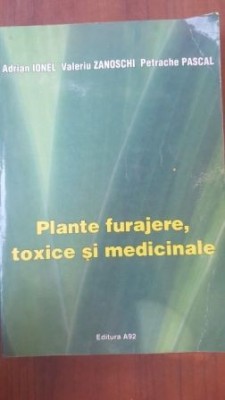 Adrian IONEL Valeriu ZANOSCHI Petrache PASCAL
Plante furajere,
toxice și medicinale
Editura A92